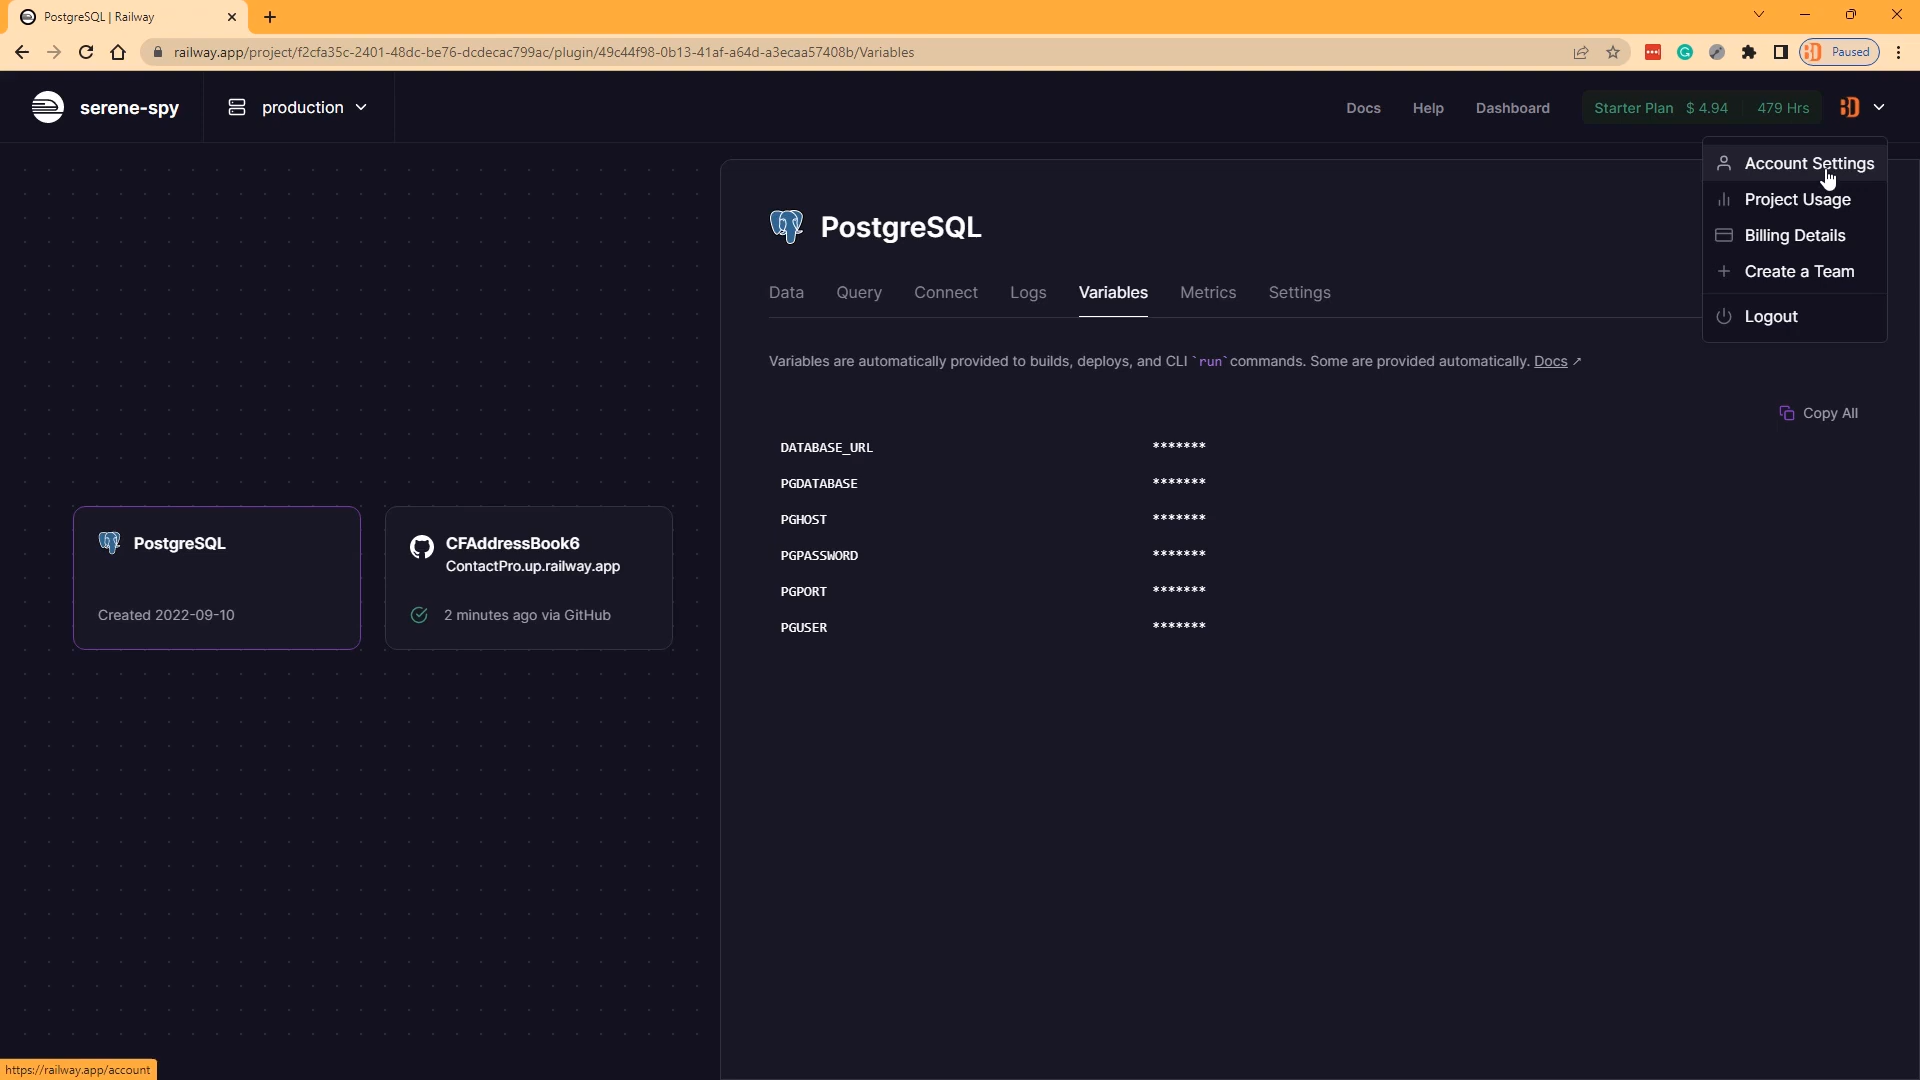 PostgreSQL | Railway
railway.app/project/f2cfa35c-2401-48dc-be76-dcdecac799ac/plugin/49c44f98-0b13-41af-a64d-a3ecaa57408b/Variables
Paused
serene-spy
production
Docs
Help
Dashboard
Starter Plan $ 4.94
479 Hrs
Account Settings
Project Usage
Billing Details
Create a Team
Logout
PostgreSQL
Data
Query
Connect
Logs
Variables
Metrics
Settings
Variables are automatically provided to builds, deploys, and CLI `run` commands. Some are provided automatically. Docs ↗
Copy All
DATABASE_URL *******
PGDATABASE *******
PGHOST *******
PGPASSWORD *******
PGPORT *******
PGUSER *******
PostgreSQL
Created 2022-09-10
CFAddressBook6
ContactPro.up.railway.app
2 minutes ago via GitHub
https://railway.app/account